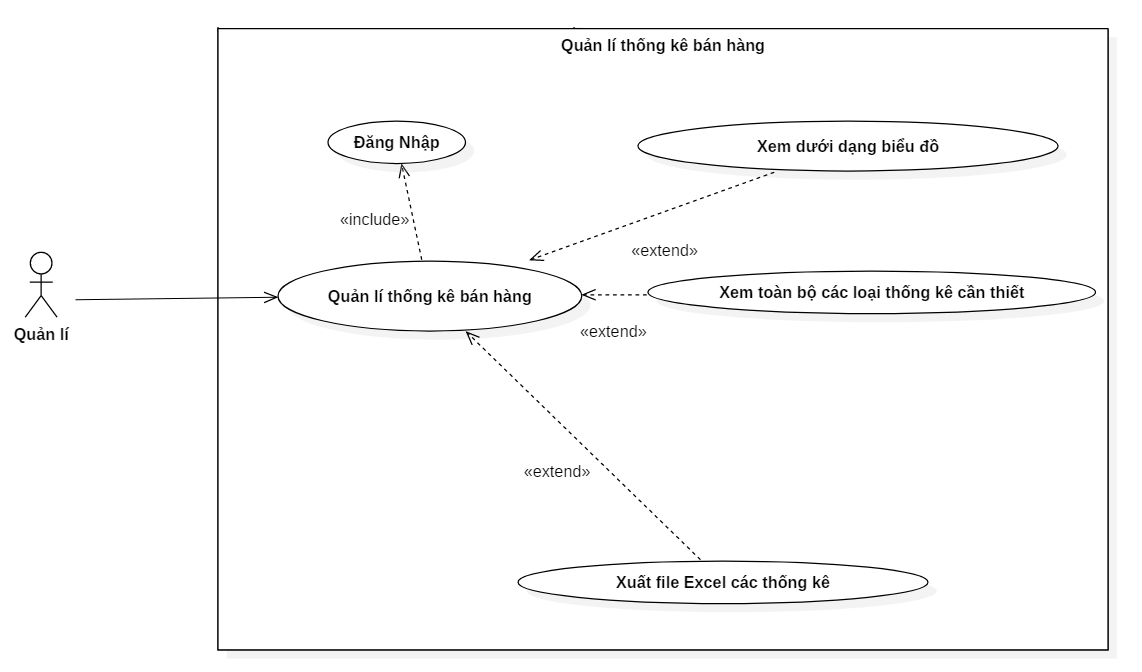 Quản lí thống kê bán hàng
Đăng Nhập
Xem dưới dạng biểu đồ
«include»
«extend»
Quản lí thống kê bán hàng
Xem toàn bộ các loại thống kê cần thiết
Quản lí
«extend»
«extend»
Xuất file Excel các thống kê